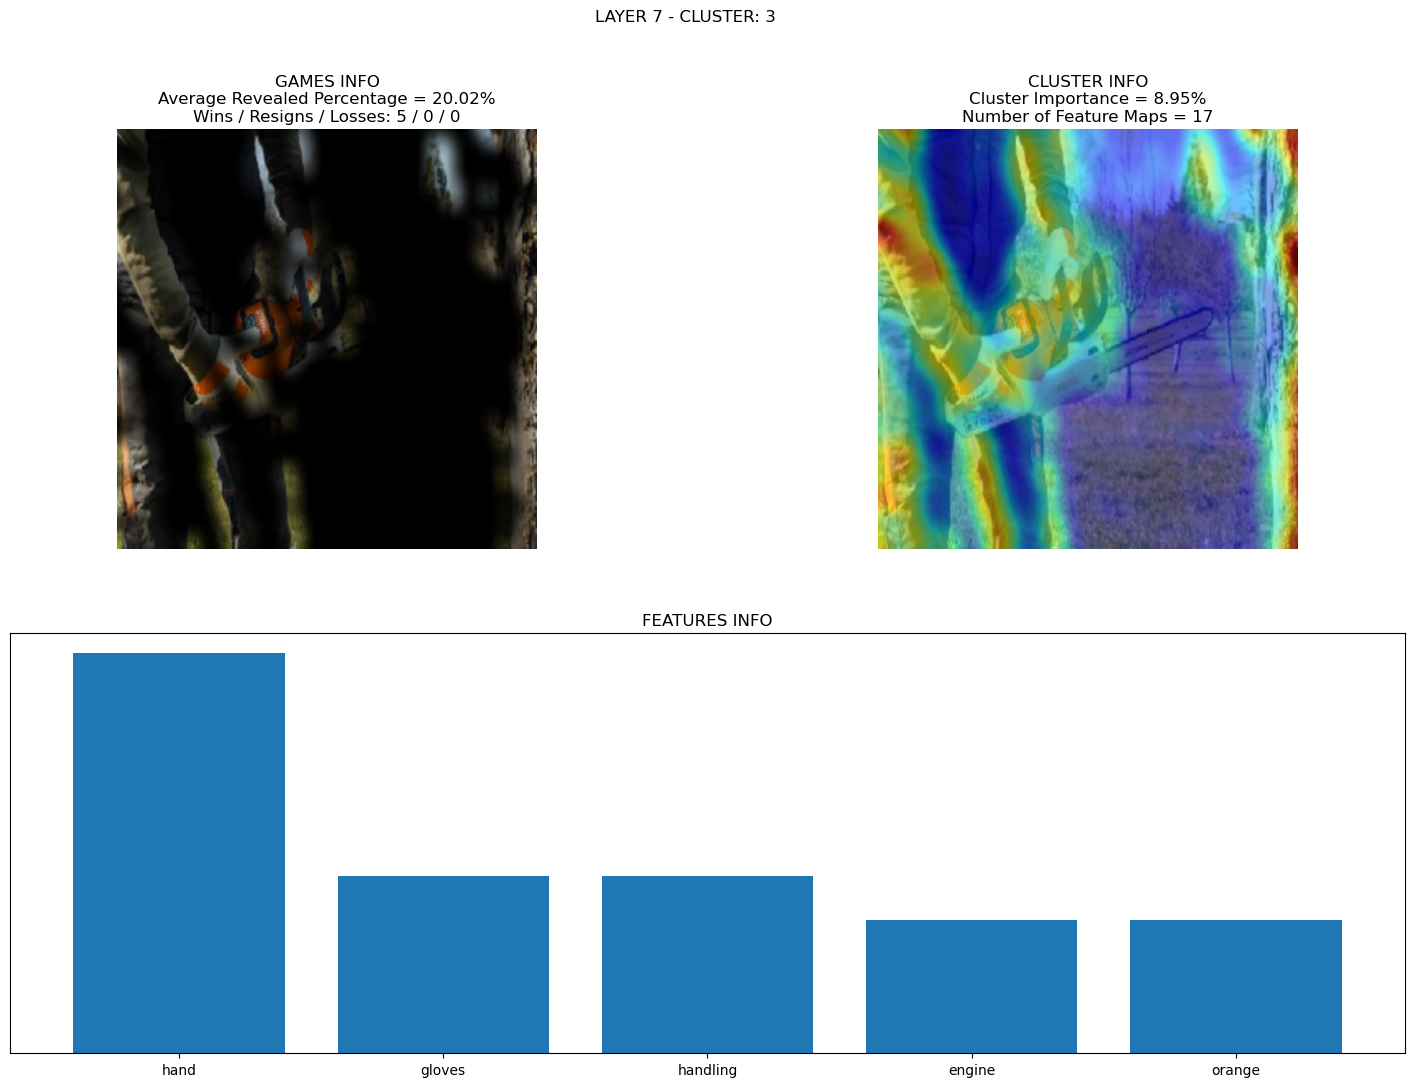 LAYER 7 - CLUSTER: 3
GAMES INFO
Average Revealed Percentage = 20.02%
Wins / Resigns / Losses: 5 / 0 / 0
CLUSTER INFO
Cluster Importance = 8.95%
Number of Feature Maps = 17
FEATURES INFO
hand
gloves
handling
engine
orange